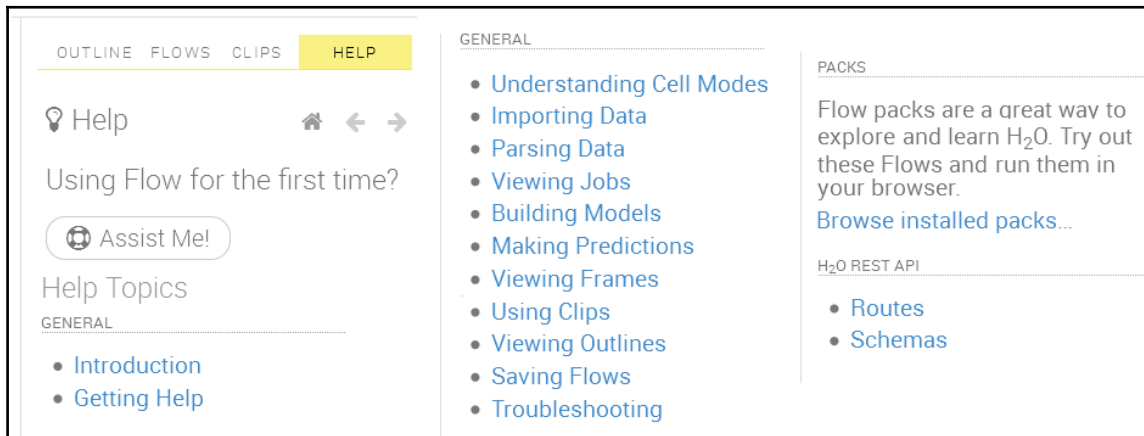 OUTLINE FLOWS CLIPS HELP
Help
Using Flow for the first time?
Assist Me!
Help Topics
GENERAL
Introduction
Getting Help
GENERAL
Understanding Cell Modes
Importing Data
Parsing Data
Viewing Jobs
Building Models
Making Predictions
Viewing Frames
Using Clips
Viewing Outlines
Saving Flows
Troubleshooting
PACKS
Flow packs are a great way to
explore and learn H₂O. Try out
these Flows and run them in
your browser.
Browse installed packs...
H₂O REST API
Routes
Schemas